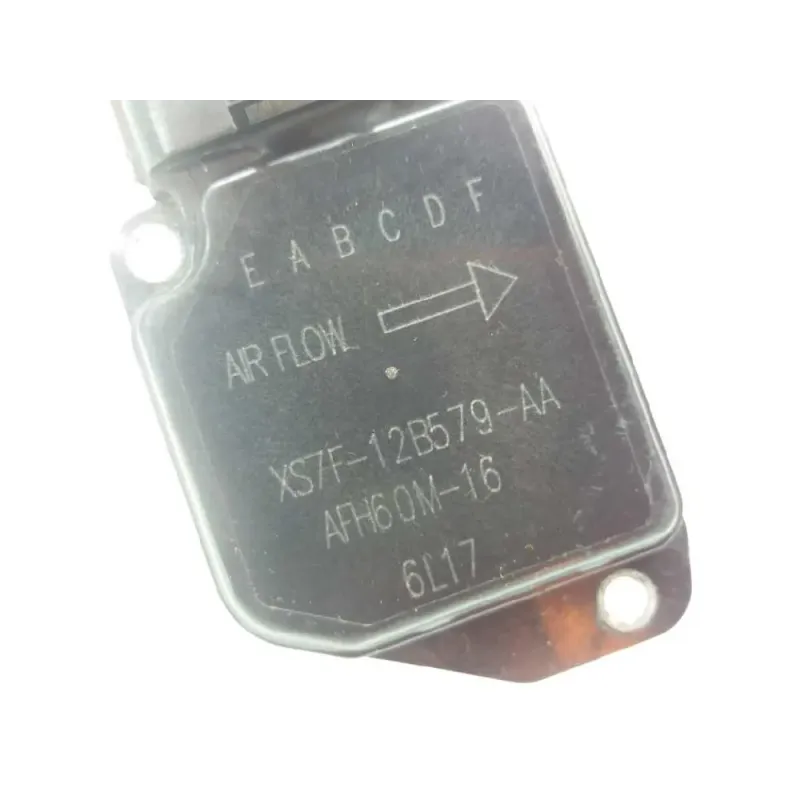 E A B C D F
AIR FLOW
XS7F-12B579-AA
AFH60M-16
6L17